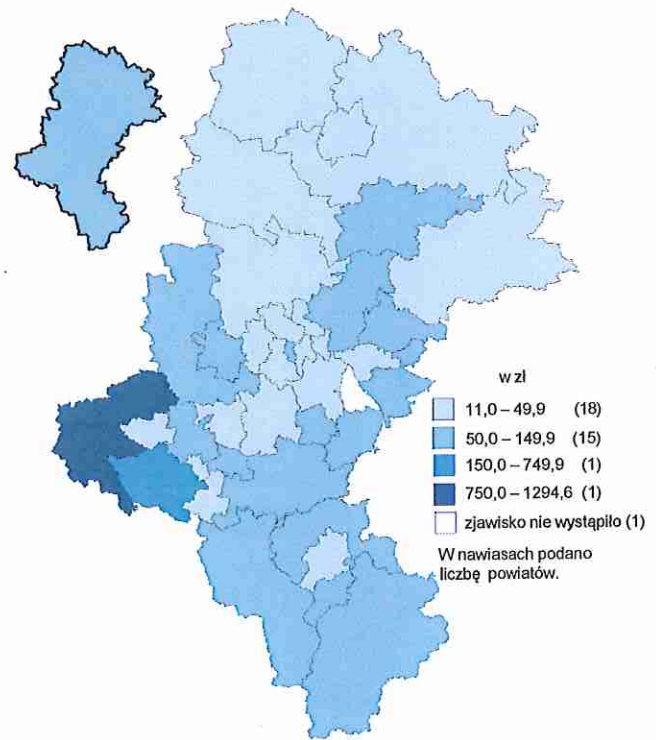 w zł
11,0 – 49,9 (18)
50,0 – 149,9 (15)
150,0 – 749,9 (1)
750,0 – 1294,6 (1)
zjawisko nie wystąpiło (1)
W nawiasach podano
liczbę powiatów.